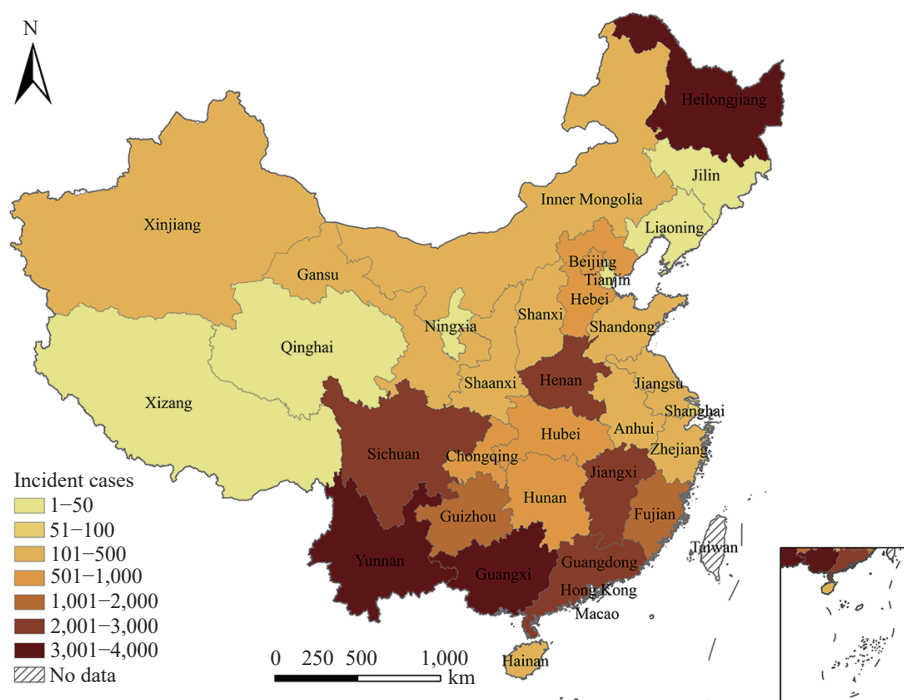 N
Heilongjiang
Jilin
Inner Mongolia
Liaoning
Xinjiang
Beijing
Gansu
Tianjin
Hebei
Shanxi
Ningxia
Shandong
Qinghai
Shaanxi
Henan
Jiangsu
Xizang
Shanghai
Anhui
Hubei
Zhejiang
Sichuan
Chongqing
Jiangxi
Hunan
Guizhou
Fujian
Taiwan
Yunnan
Guangxi
Guangdong
Hong Kong
Macao
Hainan
Incident cases
1−50
51−100
101−500
501−1,000
1,001−2,000
2,001−3,000
3,001−4,000
No data
0 250 500 1,000
km